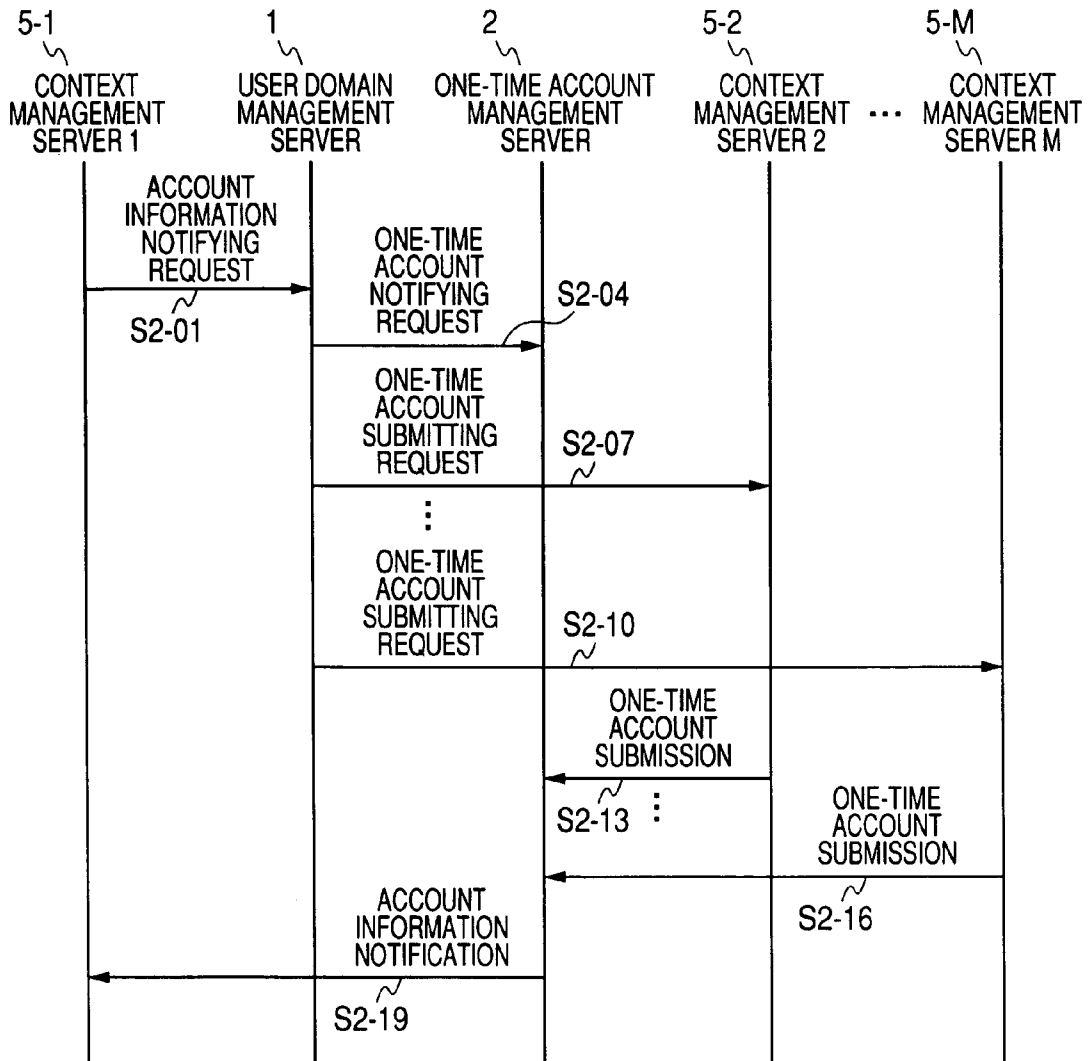 5-1
1
2
5-2
5-M
CONTEXT
MANAGEMENT
SERVER 1
USER DOMAIN
MANAGEMENT
SERVER
ONE-TIME ACCOUNT
MANAGEMENT
SERVER
CONTEXT
MANAGEMENT
SERVER 2
...
CONTEXT
MANAGEMENT
SERVER M
ACCOUNT
INFORMATION
NOTIFYING
REQUEST
S2-01
ONE-TIME
ACCOUNT
NOTIFYING
REQUEST
S2-04
ONE-TIME
ACCOUNT
SUBMITTING
REQUEST
S2-07
ONE-TIME
ACCOUNT
SUBMITTING
REQUEST
S2-10
ONE-TIME
ACCOUNT
SUBMISSION
S2-13
ONE-TIME
ACCOUNT
SUBMISSION
S2-16
ACCOUNT
INFORMATION
NOTIFICATION
S2-19